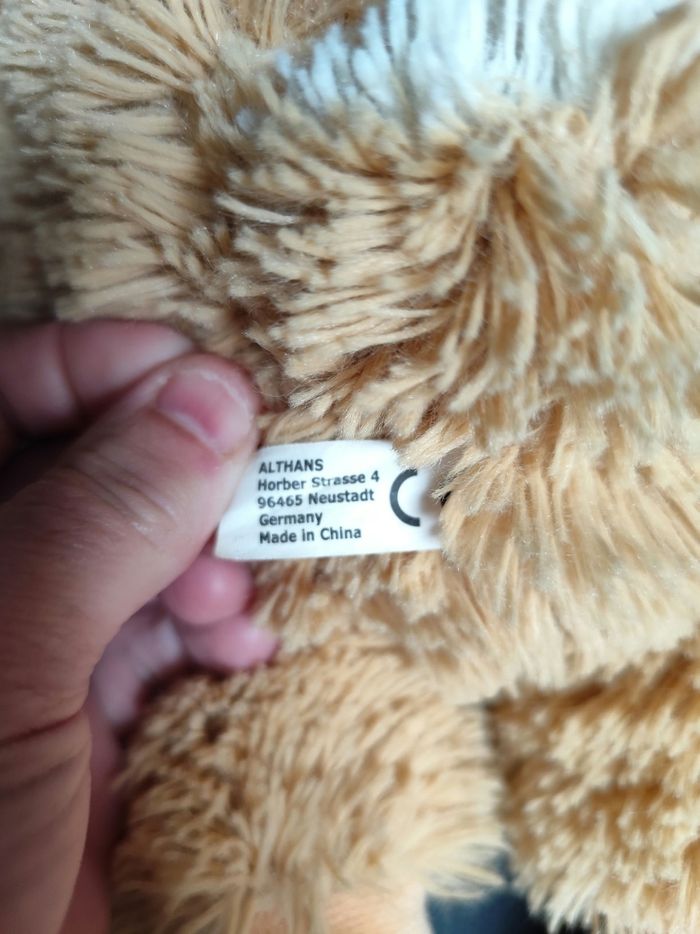 ALTHANS
Horber Strasse 4
96465 Neustadt
Germany
Made in China